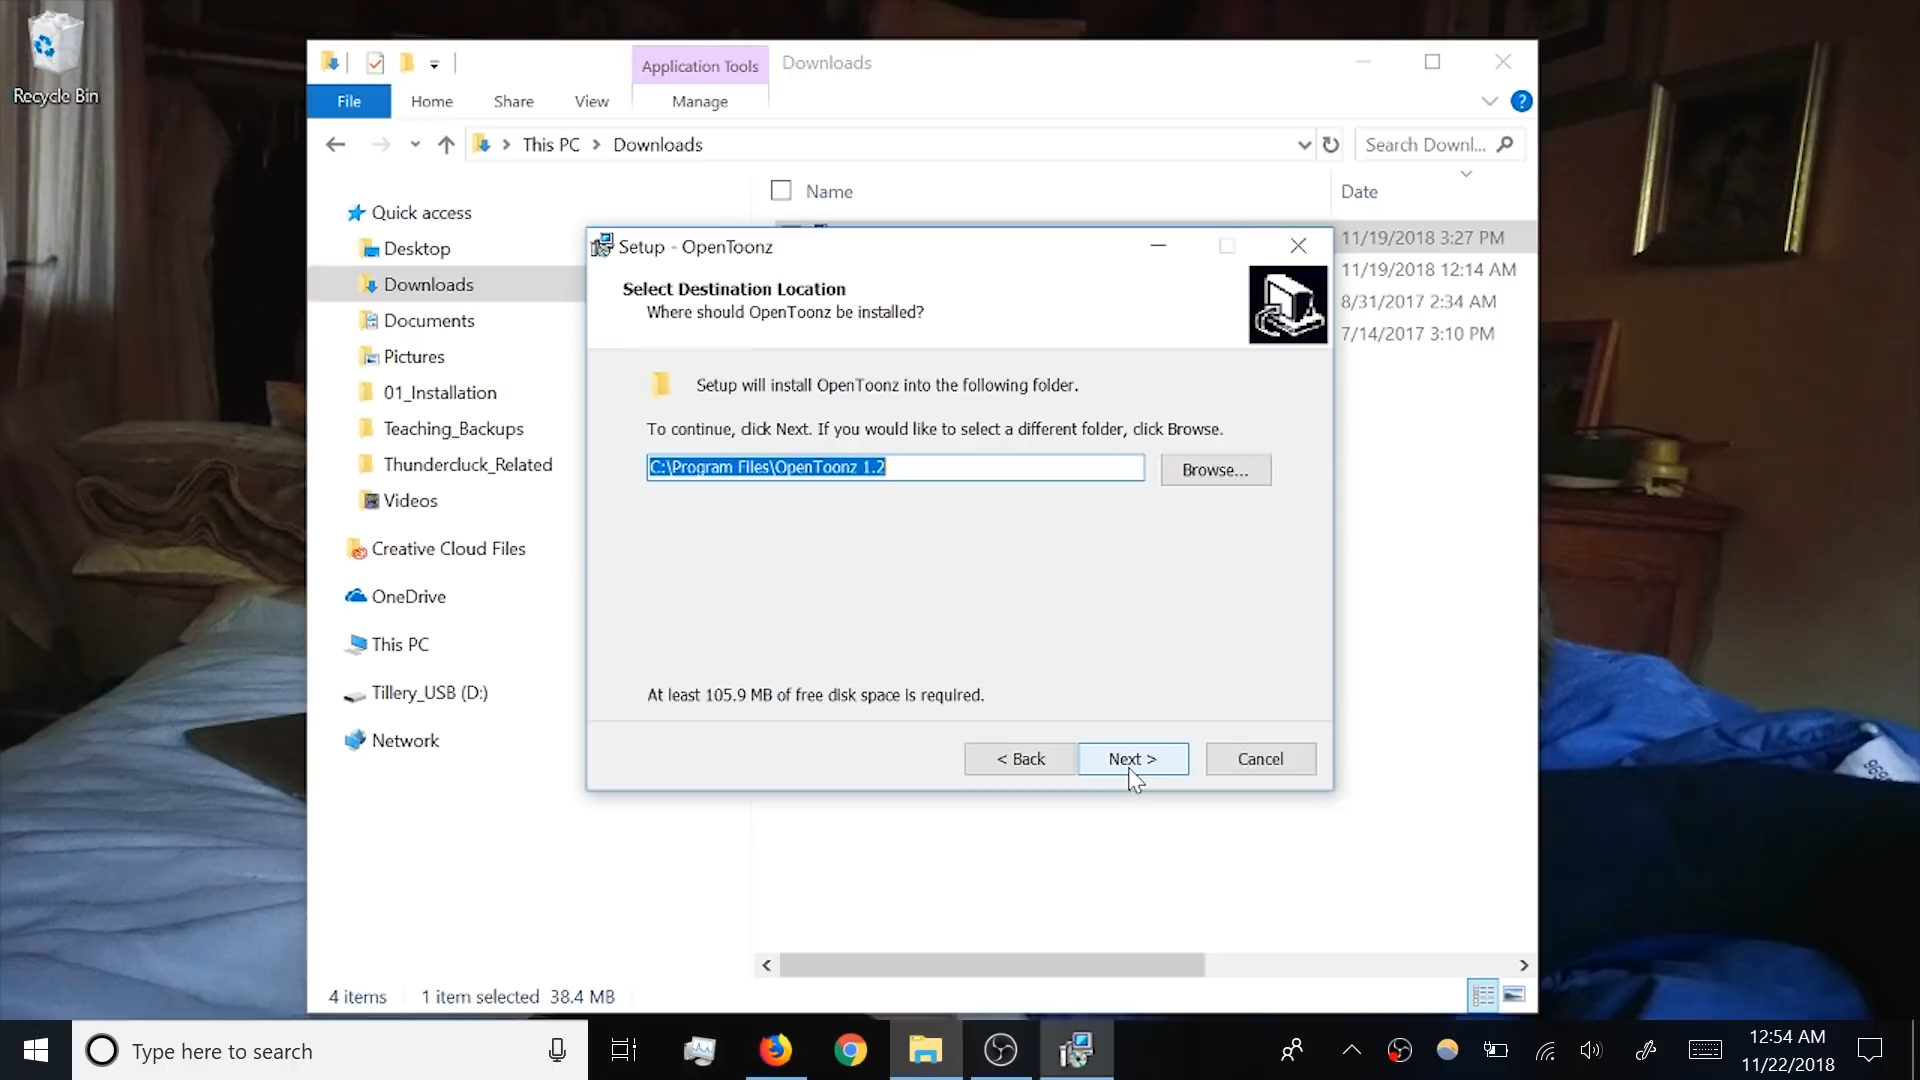 Recycle Bin
Application Tools
Downloads
File
Home
Share
View
Manage
This PC
Downloads
Search Downl...
Name
Date
Quick access
Desktop
Downloads
Documents
Pictures
01_Installation
Teaching_Backups
Thundercluck_Related
Videos
Creative Cloud Files
OneDrive
This PC
Tillery_USB (D:)
Network
11/19/2018 3:27 PM
11/19/2018 12:14 AM
8/31/2017 2:34 AM
7/14/2017 3:10 PM
Setup - OpenToonz
Select Destination Location
Where should OpenToonz be installed?
Setup will install OpenToonz into the following folder.
To continue, click Next. If you would like to select a different folder, click Browse.
C:\Program Files\OpenToonz 1.2
Browse...
At least 105.9 MB of free disk space is required.
< Back
Next >
Cancel
4 items
1 item selected 38.4 MB
Type here to search
12:54 AM
11/22/2018